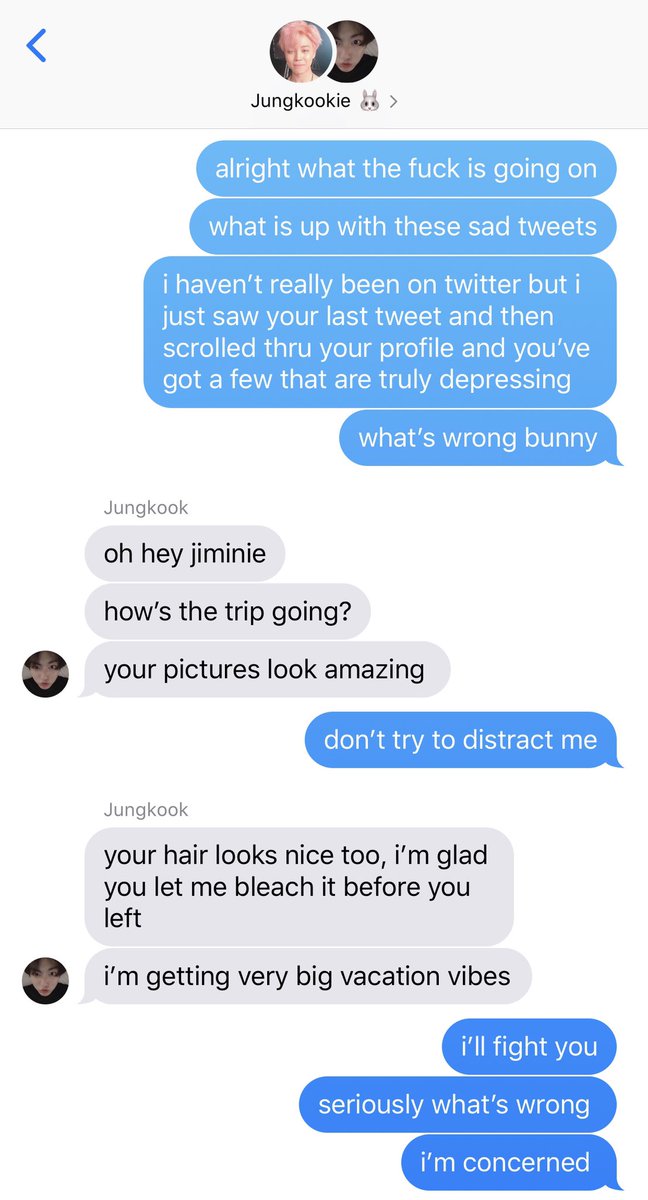 Jungkookie 🐰
alright what the fuck is going on
what is up with these sad tweets
i haven’t really been on twitter but i
just saw your last tweet and then
scrolled thru your profile and you’ve
got a few that are truly depressing
what’s wrong bunny
Jungkook
oh hey jiminie
how’s the trip going?
your pictures look amazing
don’t try to distract me
Jungkook
your hair looks nice too, i’m glad
you let me bleach it before you
left
i’m getting very big vacation vibes
i’ll fight you
seriously what’s wrong
i’m concerned